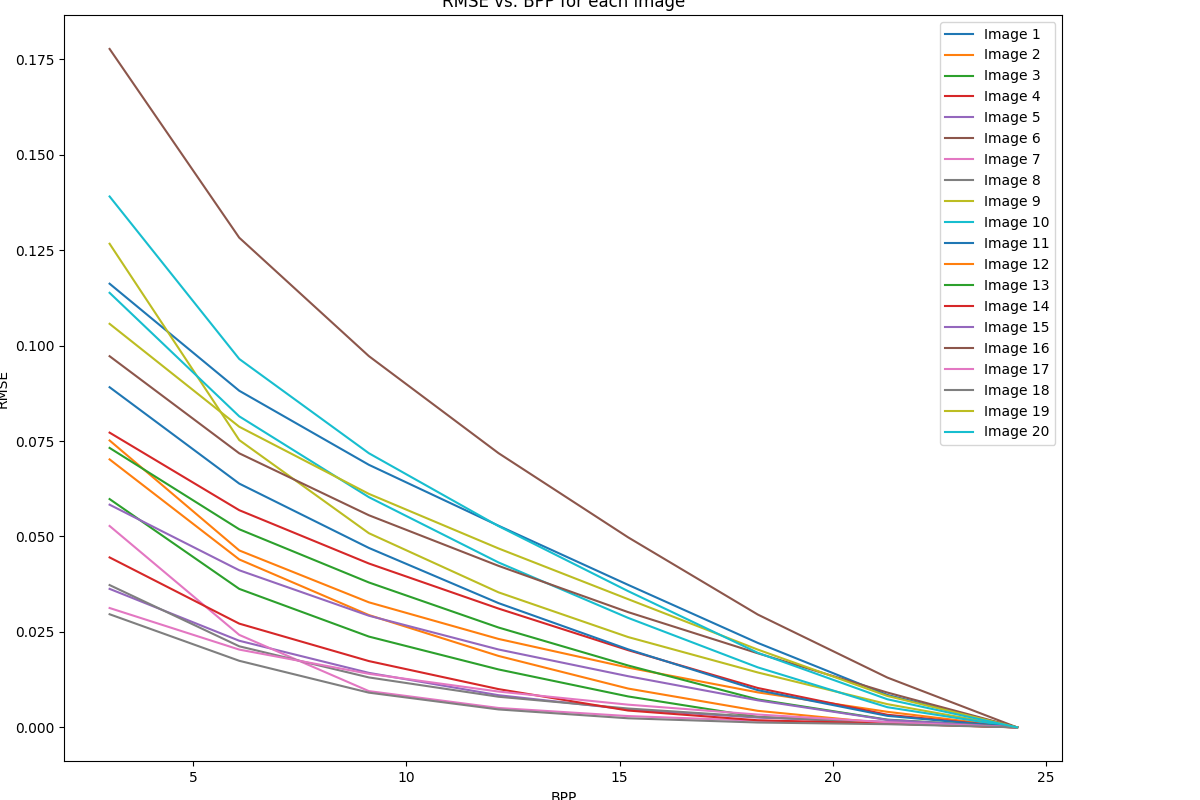 RMSE vs. BPP for each image
0.175
0.150
0.125
0.100
0.075
0.050
0.025
0.000
RMSE
5 10 15 20 25
BPP
Image 1
Image 2
Image 3
Image 4
Image 5
Image 6
Image 7
Image 8
Image 9
Image 10
Image 11
Image 12
Image 13
Image 14
Image 15
Image 16
Image 17
Image 18
Image 19
Image 20